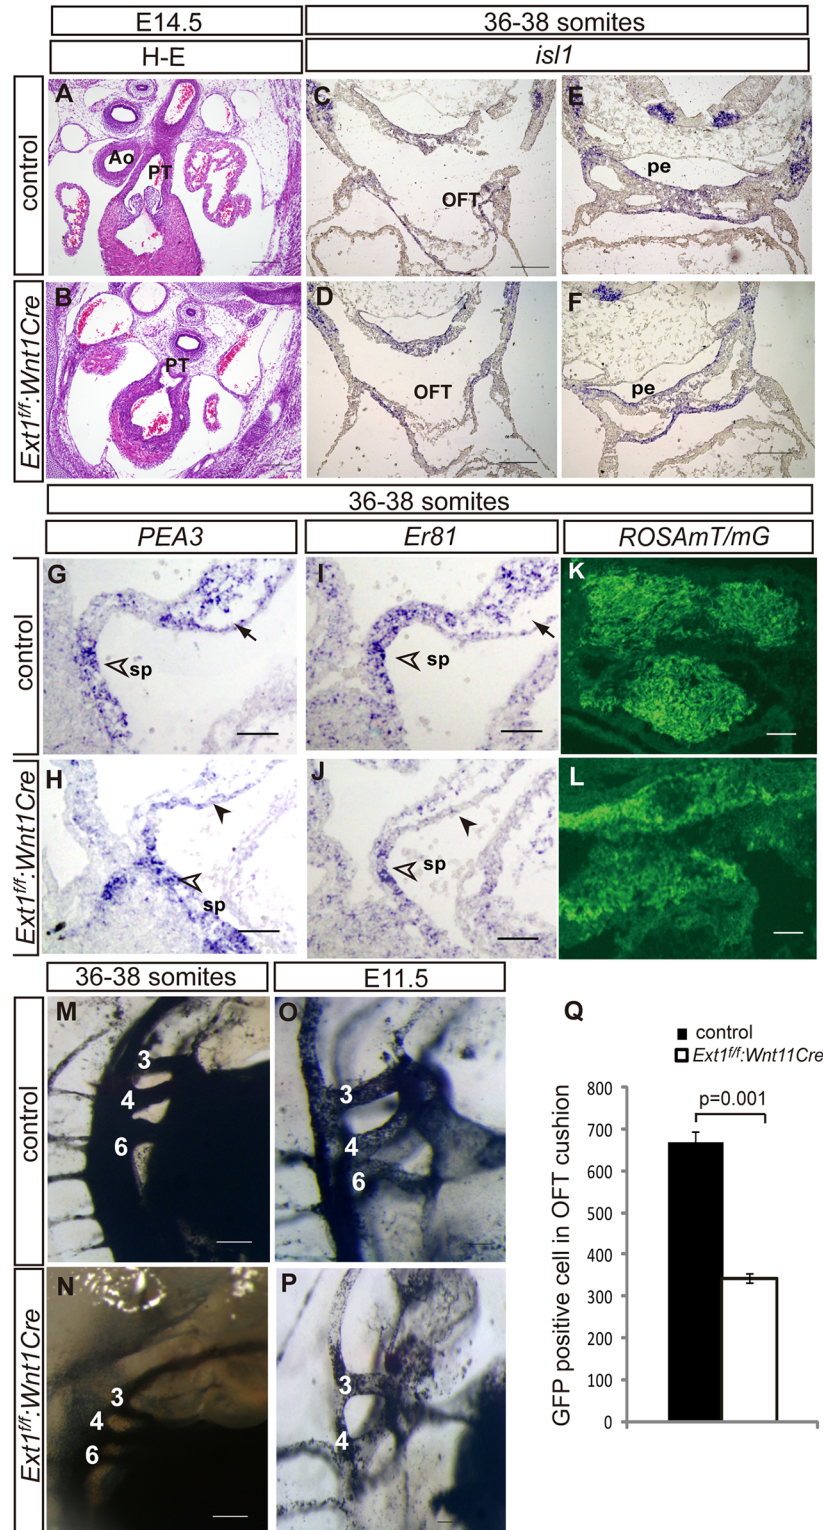 E14.5
36-38 somites
H-E
isl1
control
A
Ao
PT
C
OFT
E
pe
Ext1f/f:Wnt1Cre
B
PT
D
OFT
F
pe
36-38 somites
PEA3
Er81
ROSAmT/mG
control
G
sp
I
sp
K
Ext1f/f:Wnt1Cre
H
sp
J
sp
L
36-38 somites
E11.5
control
M
3
4
6
O
3
4
6
Ext1f/f:Wnt1Cre
N
3
4
6
P
3
4
Q
control
Ext1f/f:Wnt11Cre
p=0.001
GFP positive cell in OFT cushion
800
700
600
500
400
300
200
100
0